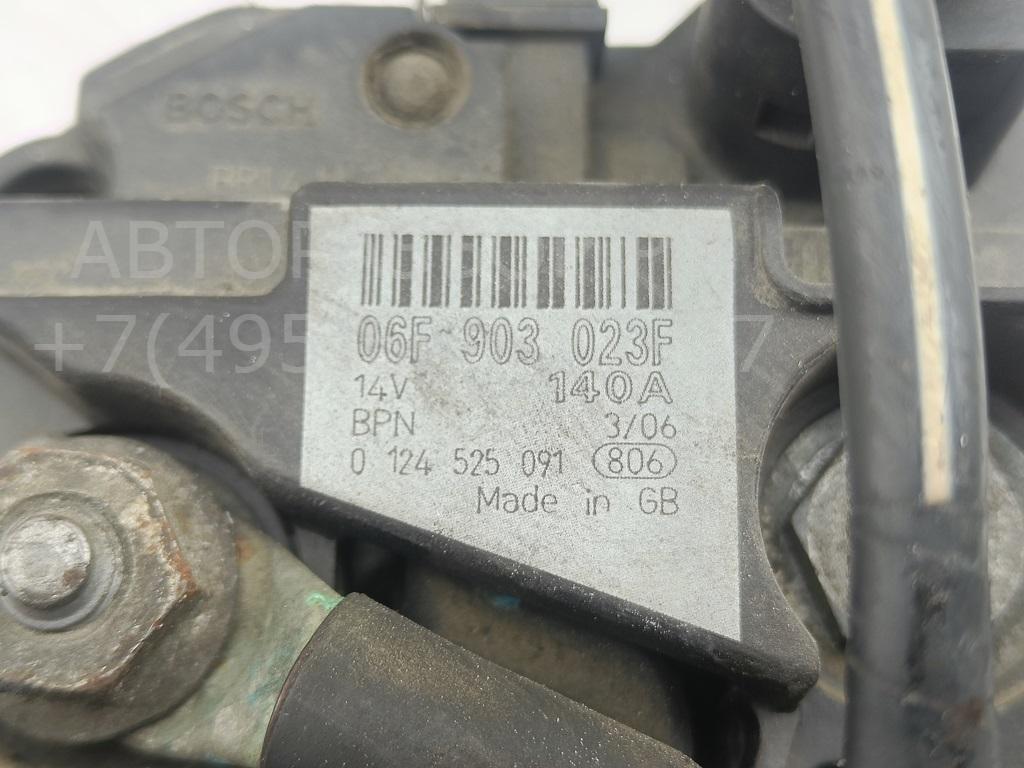 BOSCH
06F 903 023F
14V 140A
BPN 3/06
0 124 525 091 806
Made in GB
+7(495
7